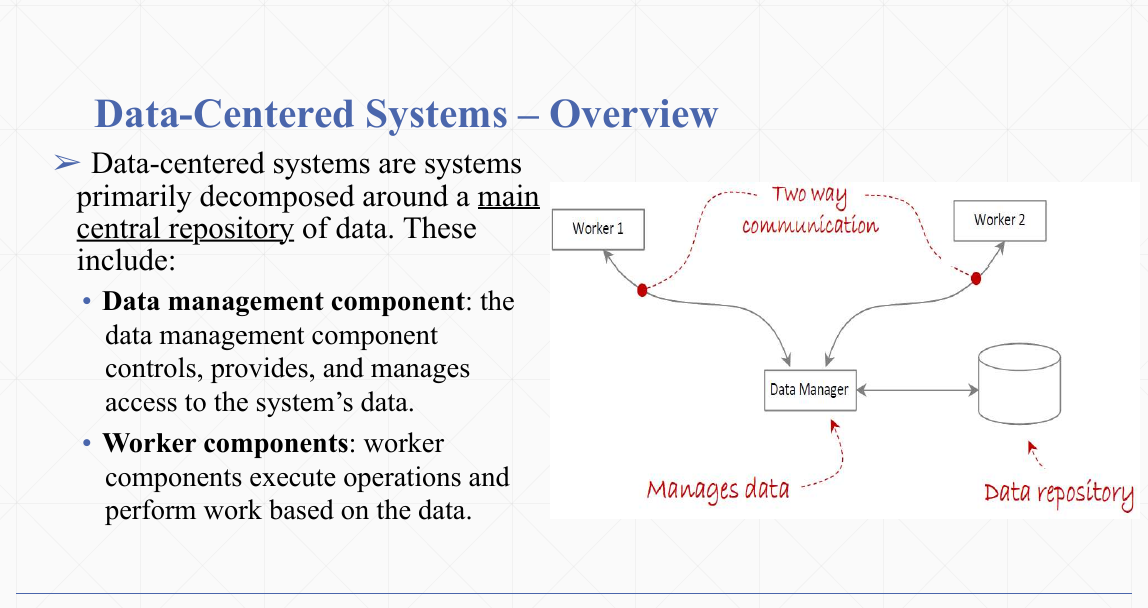 Data-Centered Systems – Overview
➢ Data-centered systems are systems
primarily decomposed around a main
central repository of data. These
include:
• Data management component: the
data management component
controls, provides, and manages
access to the system’s data.
• Worker components: worker
components execute operations and
perform work based on the data.
Two way
communication
Worker 1
Worker 2
Data Manager
Manages data
Data repository